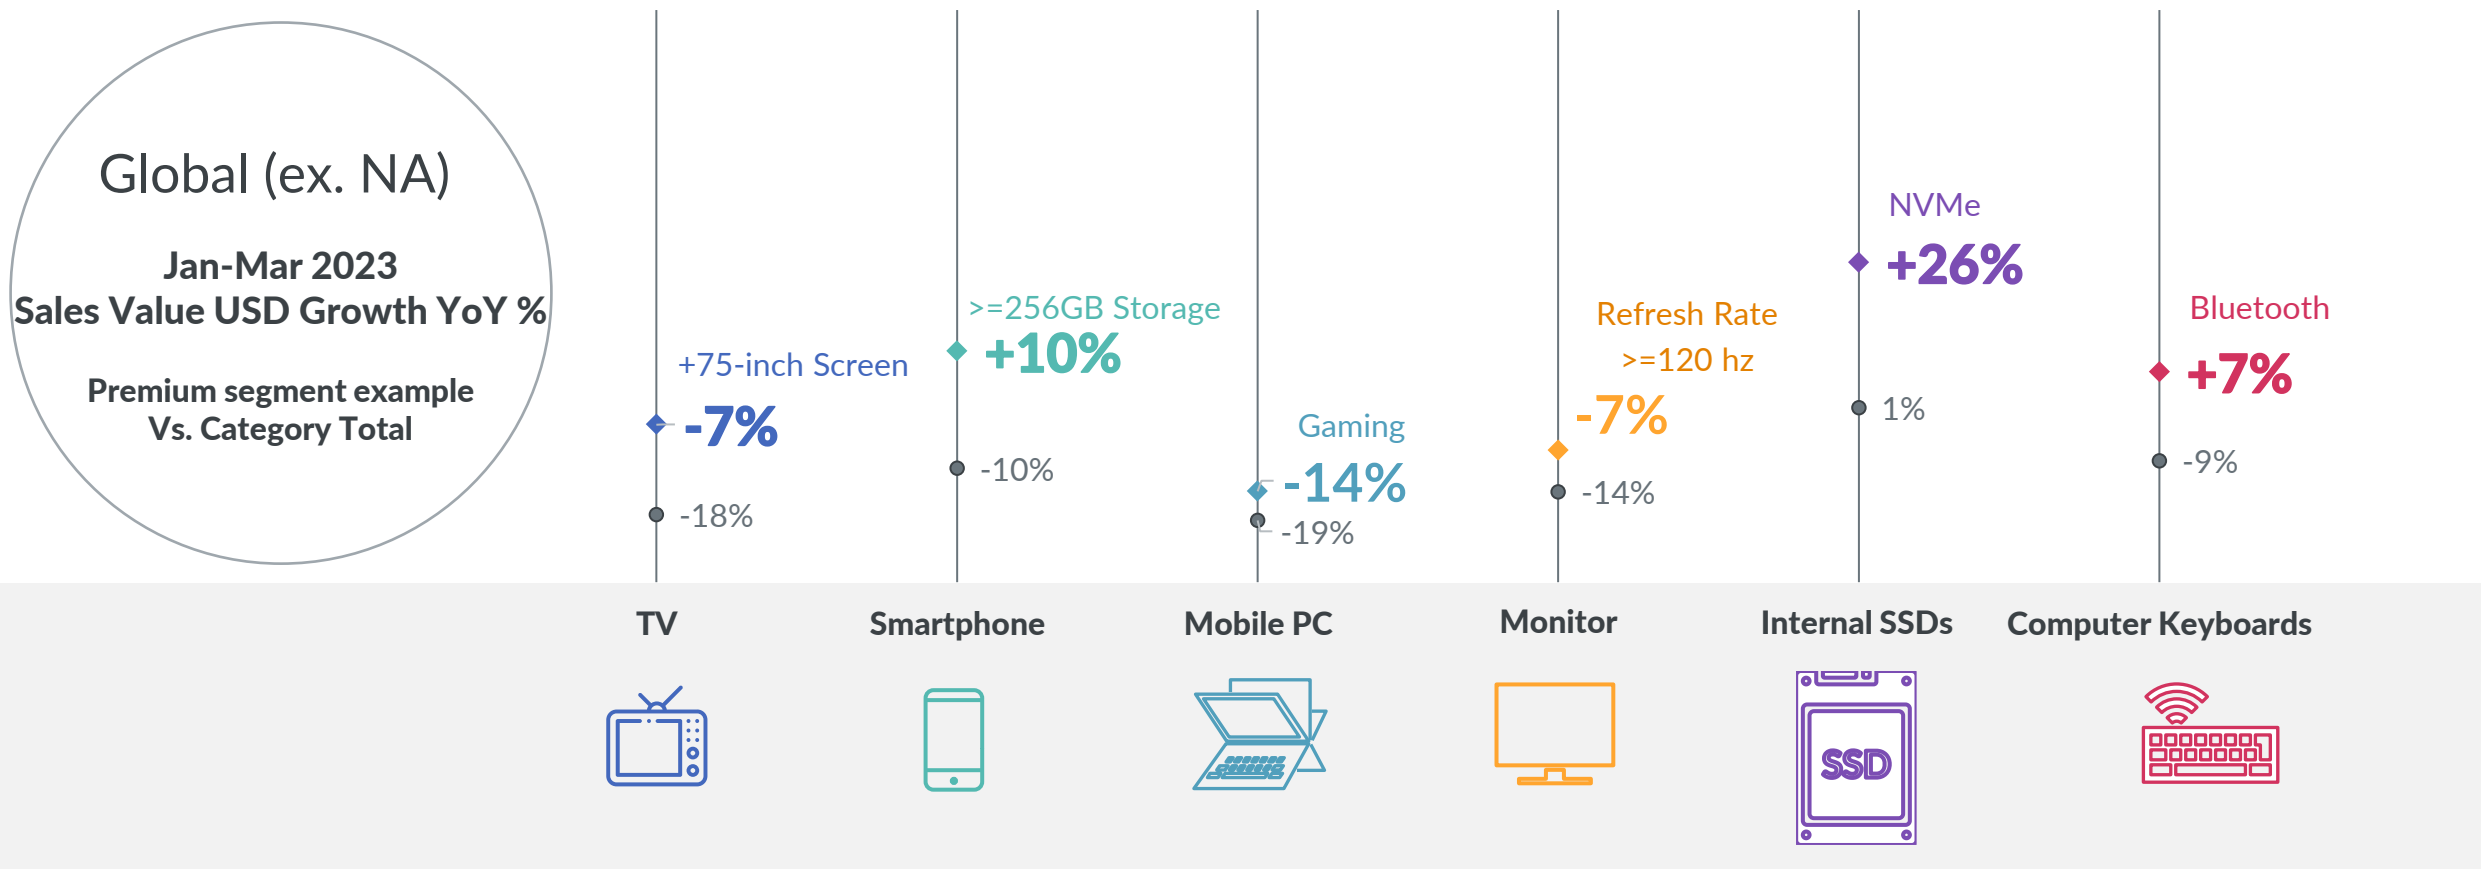 Global (ex. NA)
Jan-Mar 2023
Sales Value USD Growth YoY %
Premium segment example
Vs. Category Total
+75-inch Screen
-7%
-18%
>=256GB Storage
+10%
-10%
Gaming
-14%
-19%
Refresh Rate
>=120 hz
-7%
-14%
NVMe
+26%
1%
Bluetooth
+7%
-9%
TV
Smartphone
Mobile PC
Monitor
Internal SSDs
Computer Keyboards
SSD